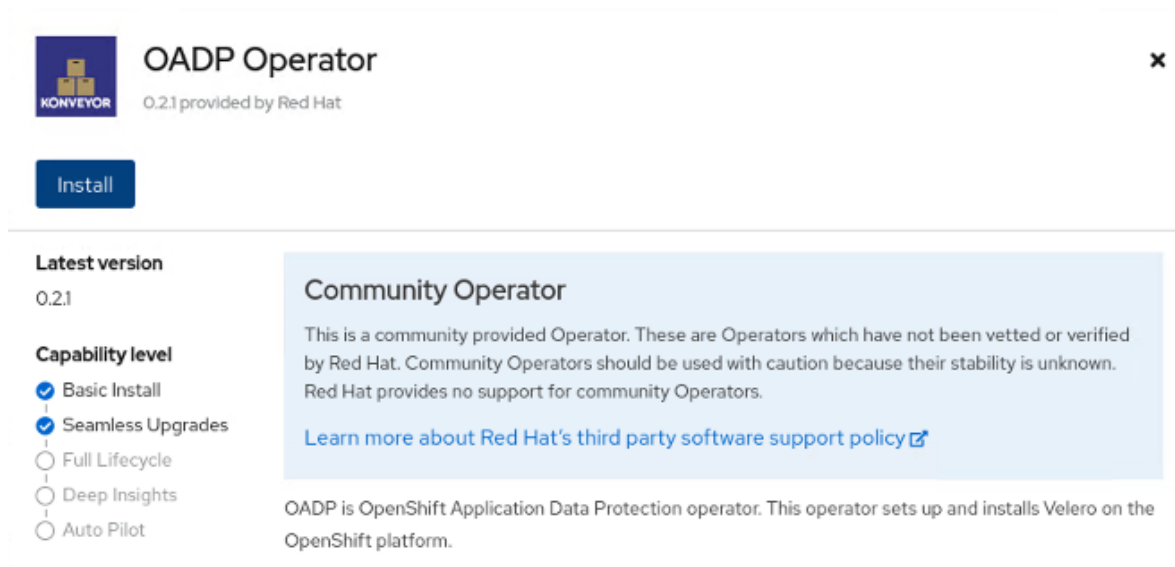 OADP Operator
KONVEYOR
0.2.1 provided by Red Hat
Install
Latest version
0.2.1
Capability level
Basic Install
Seamless Upgrades
Full Lifecycle
Deep Insights
Auto Pilot
Community Operator
This is a community provided Operator. These are Operators which have not been vetted or verified
by Red Hat. Community Operators should be used with caution because their stability is unknown.
Red Hat provides no support for community Operators.
Learn more about Red Hat's third party software support policy
OADP is OpenShift Application Data Protection operator. This operator sets up and installs Velero on the
OpenShift platform.